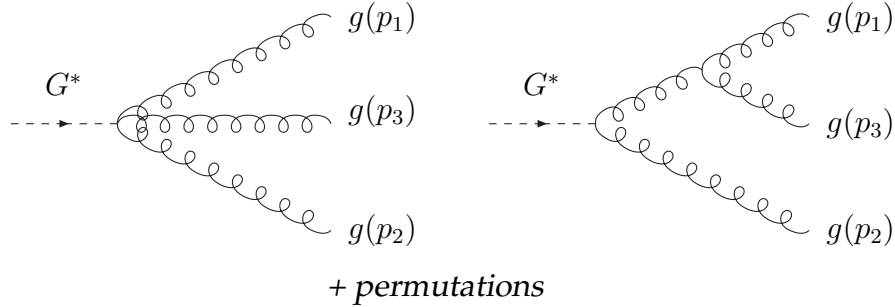 g(p₁) g(p₁)
G* G*
g(p₃) g(p₃)
g(p₂) g(p₂)
+ permutations